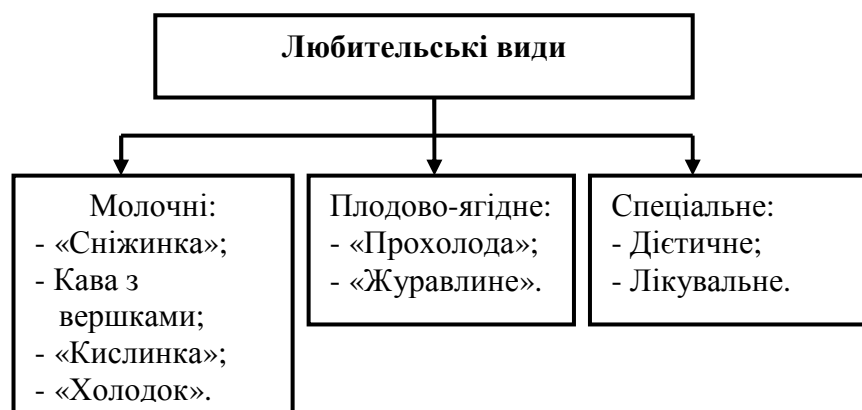 Любительські види
Молочні:
- «Сніжинка»;
- Кава з
вершками;
- «Кислинка»;
- «Холодок».
Плодово-ягідне:
- «Прохолода»;
- «Журавлине».
Спеціальне:
- Дієтичне;
- Лікувальне.